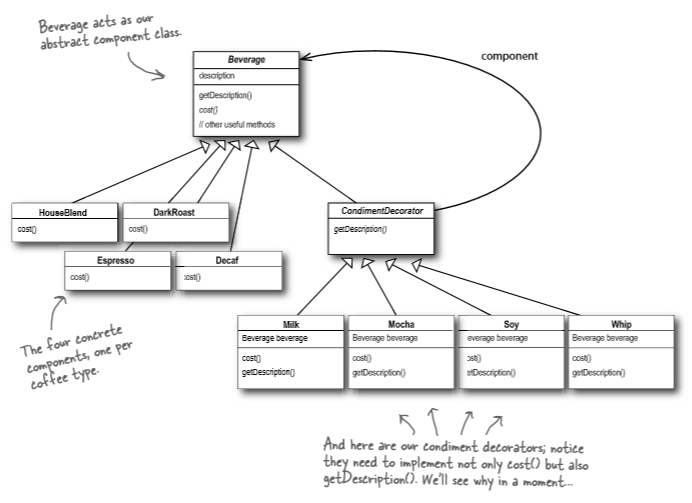 Beverage acts as our
abstract component class.
Beverage
description
getDescription()
cost()
// other useful methods
component
HouseBlend
cost()
DarkRoast
cost()
CondimentDecorator
getDescription()
Espresso
cost()
Decaf
cost()
The four concrete
components, one per
coffee type.
Milk
Beverage beverage
cost()
getDescription()
Mocha
Beverage beverage
cost()
getDescription()
Soy
everage beverage
ost()
etDescription()
Whip
Beverage beverage
cost()
getDescription()
And here are our condiment decorators; notice
they need to implement not only cost() but also
getDescription(). We'll see why in a moment...